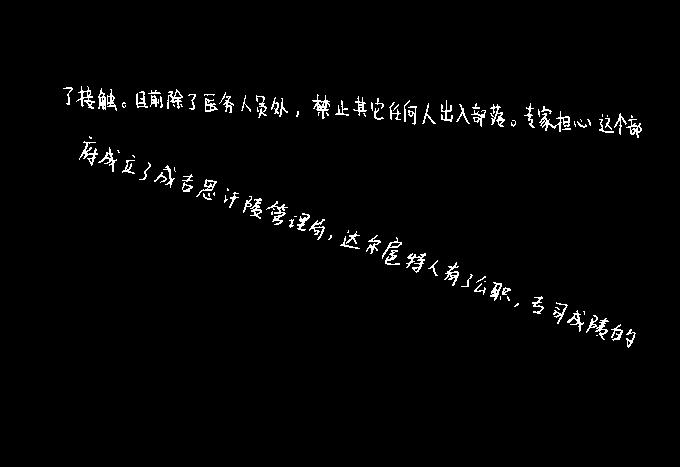 了接触。目前除了医务人员外，禁止其它任何人出入部落。专家担心这个部
府成立了成吉思汗陵管理局，达尔扈特人有了公职，专司成陵的